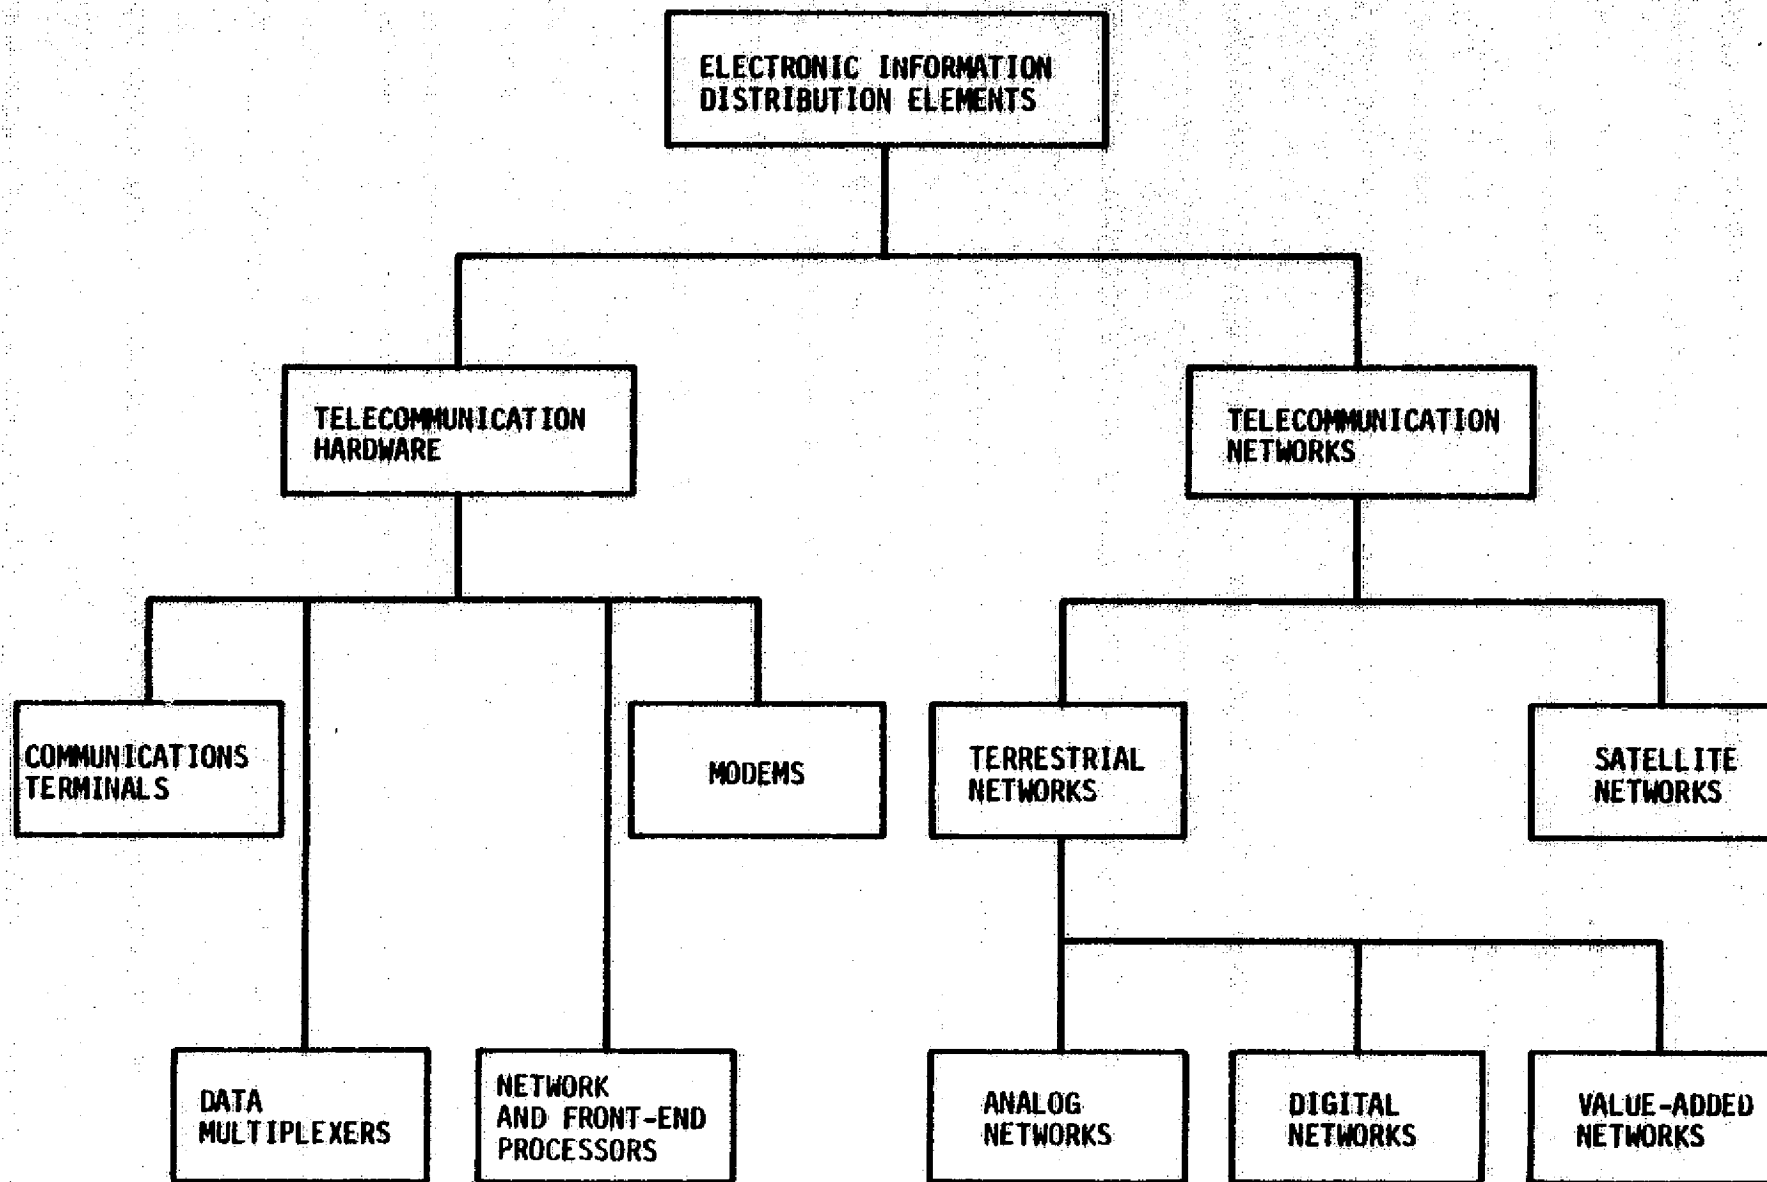 ELECTRONIC INFORMATION
DISTRIBUTION ELEMENTS
TELECOMMUNICATION
HARDWARE
TELECOMMUNICATION
NETWORKS
COMMUNICATIONS
TERMINALS
MODEMS
TERRESTRIAL
NETWORKS
SATELLITE
NETWORKS
DATA
MULTIPLEXERS
NETWORK
AND FRONT-END
PROCESSORS
ANALOG
NETWORKS
DIGITAL
NETWORKS
VALUE-ADDED
NETWORKS